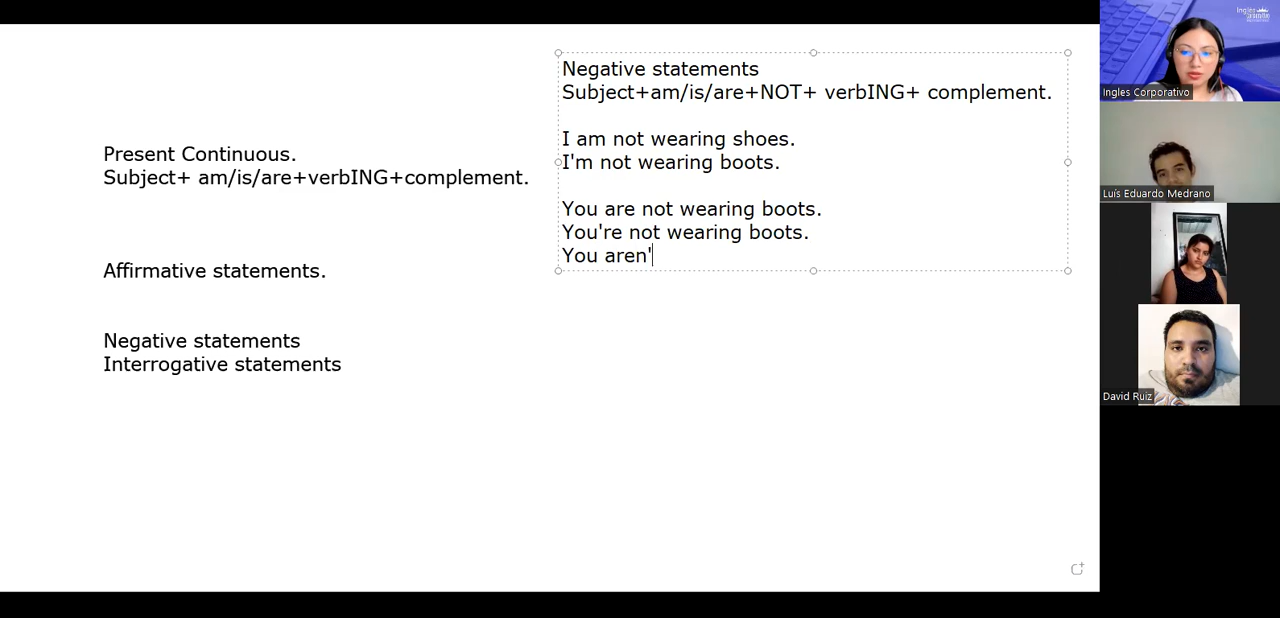 Present Continuous.
Subject+ am/is/are+verbING+complement.
Affirmative statements.
Negative statements
Interrogative statements
Negative statements
Subject+am/is/are+NOT+ verbING+ complement.
I am not wearing shoes.
I'm not wearing boots.
You are not wearing boots.
You're not wearing boots.
You aren'
Ingles Corporativo
Luís Eduardo Medrano
David Ruiz